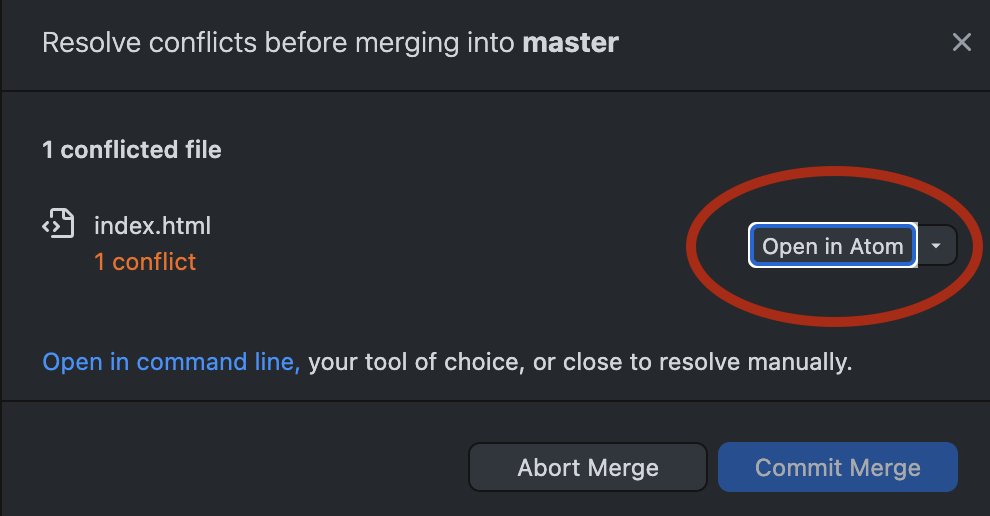 Resolve conflicts before merging into master
1 conflicted file
index.html
1 conflict
Open in Atom
Open in command line, your tool of choice, or close to resolve manually.
Abort Merge
Commit Merge